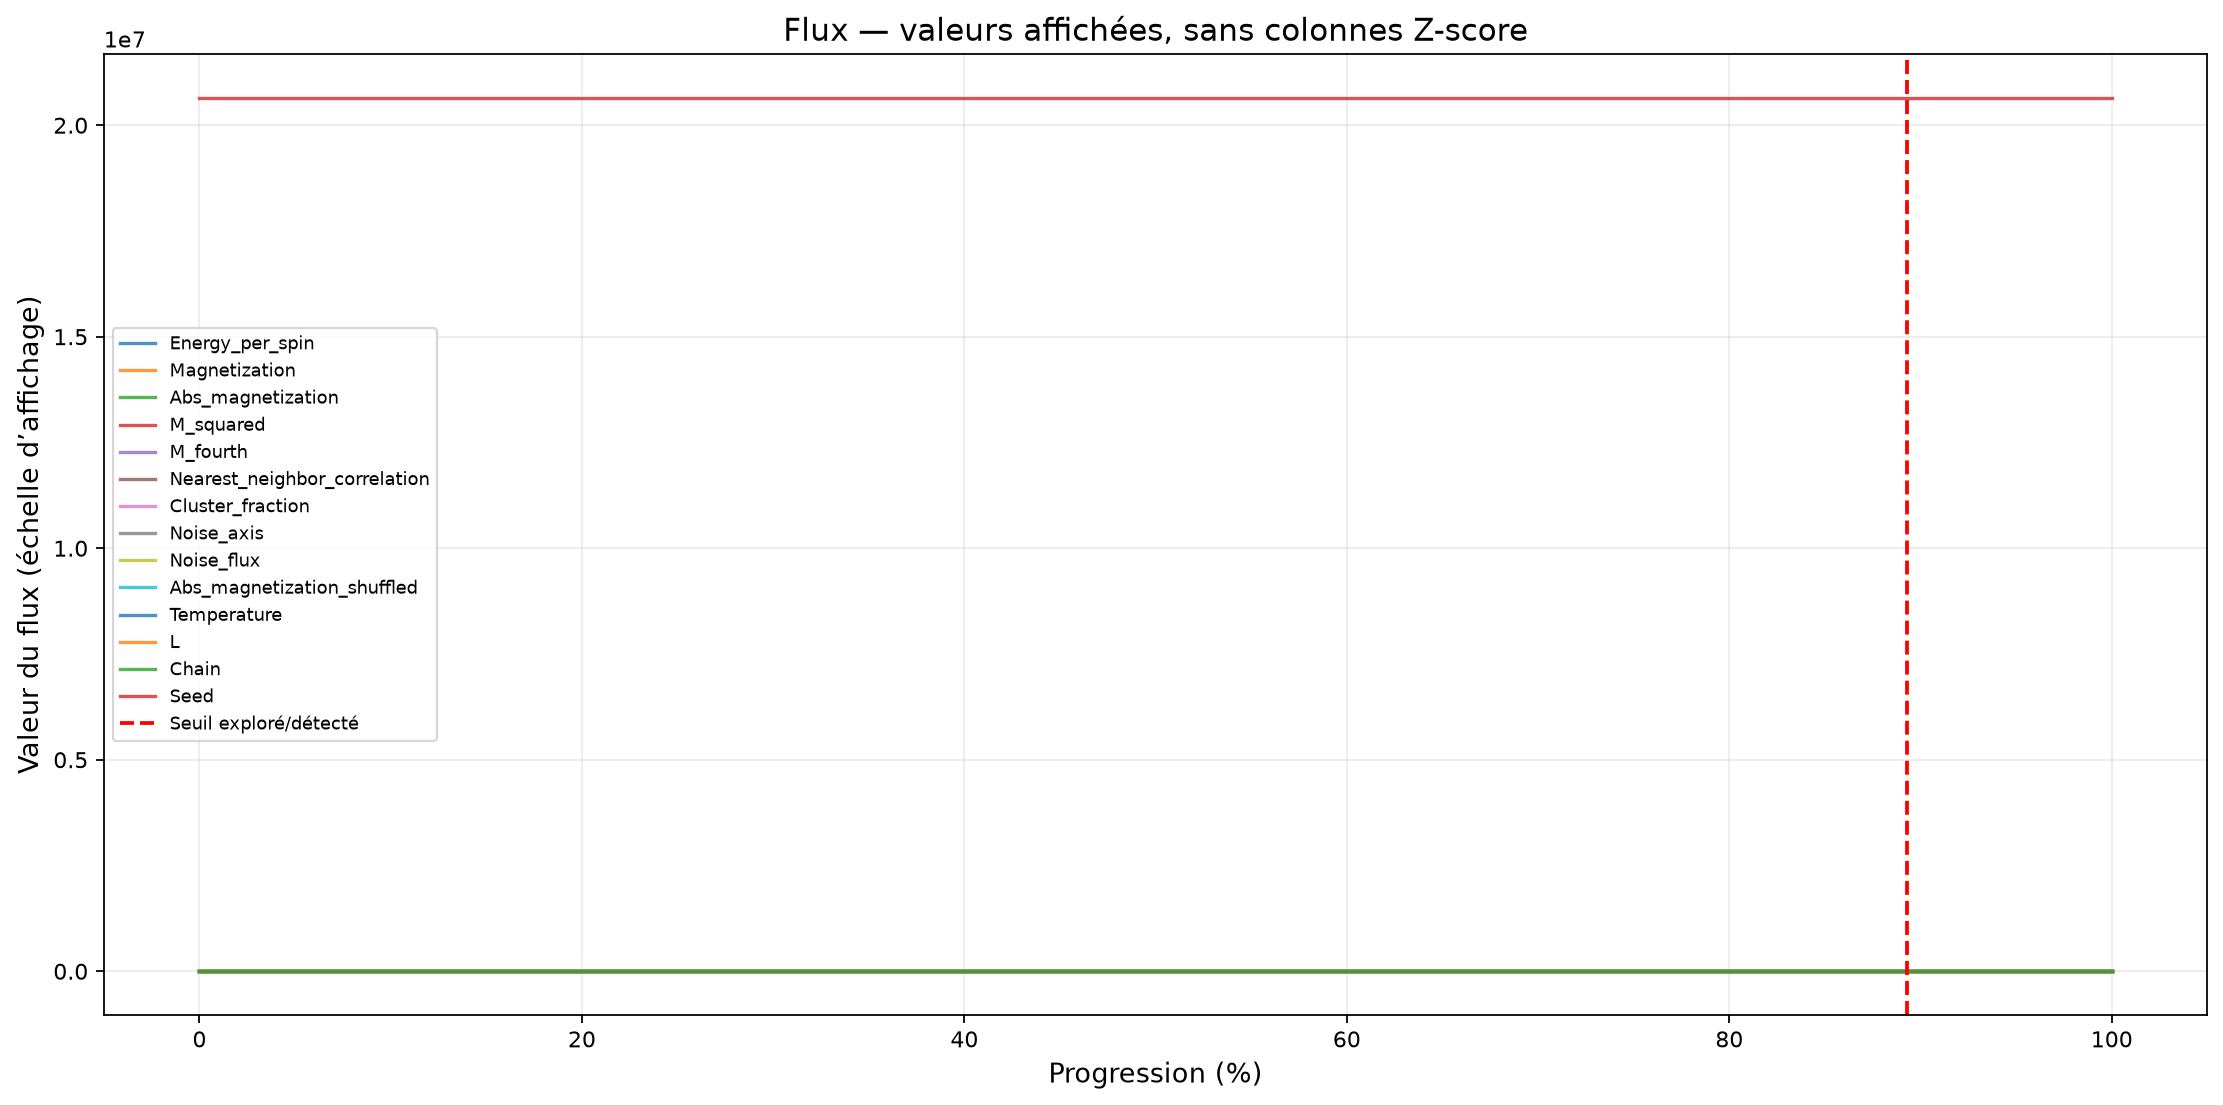 Flux — valeurs affichées, sans colonnes Z-score
1e7
2.0
1.5
1.0
0.5
0.0
Valeur du flux (échelle d’affichage)
Energy_per_spin
Magnetization
Abs_magnetization
M_squared
M_fourth
Nearest_neighbor_correlation
Cluster_fraction
Noise_axis
Noise_flux
Abs_magnetization_shuffled
Temperature
L
Chain
Seed
Seuil exploré/détecté
0 20 40 60 80 100
Progression (%)